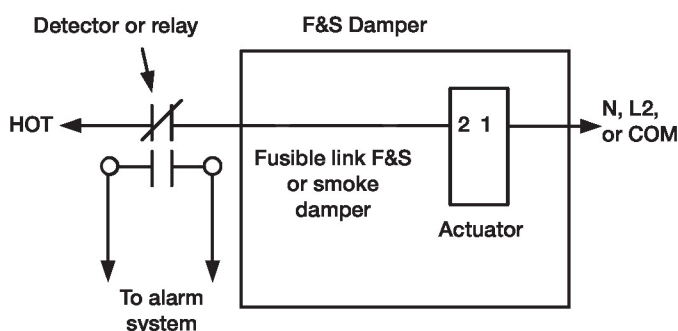 Detector or relay
F&S Damper
HOT
2 1
N, L2,
or COM
Fusible link F&S
or smoke
damper
Actuator
To alarm
system